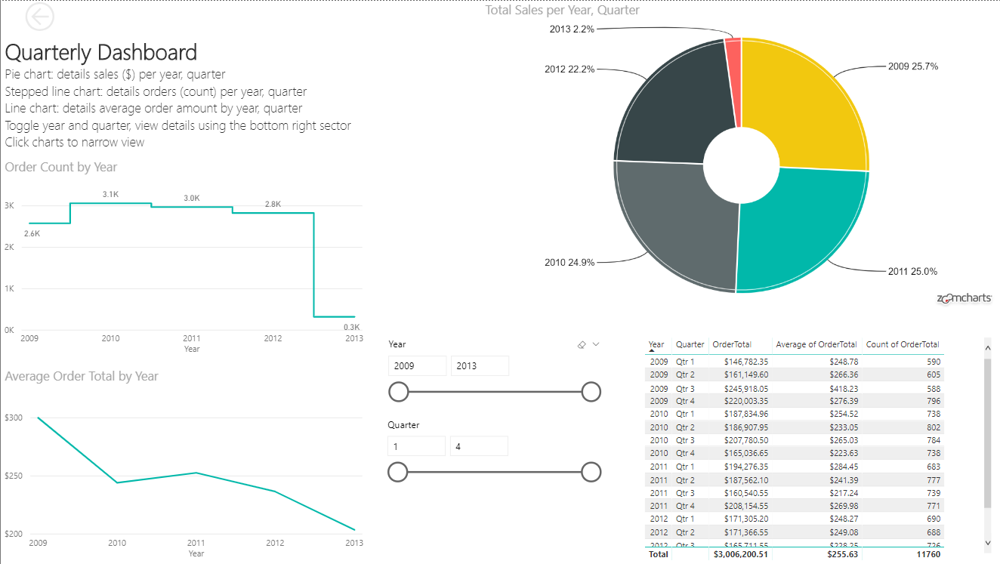 Quarterly Dashboard
Pie chart: details sales ($) per year, quarter
Stepped line chart: details orders (count) per year, quarter
Line chart: details average order amount by year, quarter
Toggle year and quarter, view details using the bottom right sector
Click charts to narrow view
Order Count by Year
3.1K
3.0K
2.8K
3K
2.6K
2K
1K
0K
0.3K
2009 2010 2011 2012 2013
Year
Average Order Total by Year
$300
$250
$200
2009 2010 2011 2012 2013
Year
Total Sales per Year, Quarter
2013 2.2%
2012 22.2%
2009 25.7%
2010 24.9%
2011 25.0%
zoomcharts
Year
2009 2013
Quarter
1 4
Year Quarter OrderTotal Average of OrderTotal Count of OrderTotal
2009 Qtr 1 $146,782.35 $248.78 590
2009 Qtr 2 $161,149.60 $266.36 605
2009 Qtr 3 $245,918.05 $418.23 588
2009 Qtr 4 $220,003.35 $276.39 796
2010 Qtr 1 $187,834.96 $254.52 738
2010 Qtr 2 $186,907.95 $233.05 802
2010 Qtr 3 $207,780.50 $265.03 784
2010 Qtr 4 $165,036.65 $223.63 738
2011 Qtr 1 $194,276.35 $284.45 683
2011 Qtr 2 $187,562.10 $241.39 777
2011 Qtr 3 $160,540.55 $217.24 739
2011 Qtr 4 $208,154.55 $269.98 771
2012 Qtr 1 $171,305.20 $248.27 690
2012 Qtr 2 $171,366.55 $249.08 688
2012 Qtr 3 $165,711.55 $228.25 726
Total $3,006,200.51 $255.63 11760